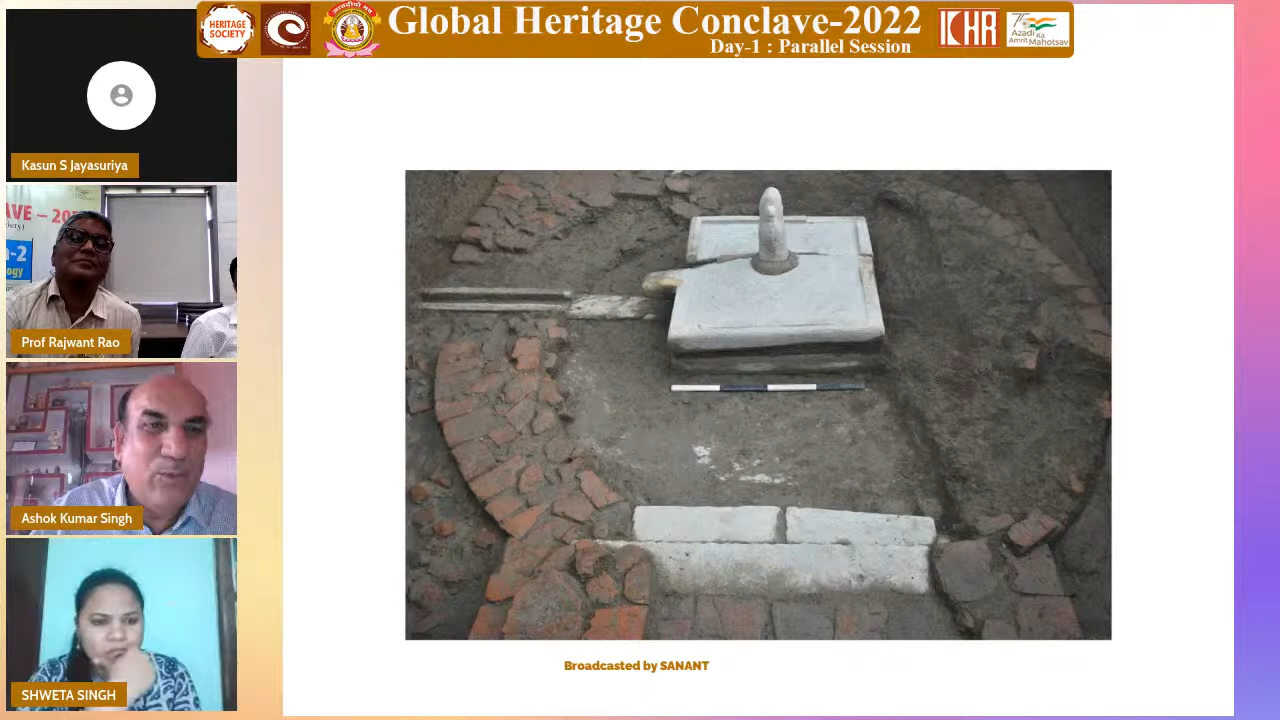 HERITAGE
SOCIETY
Global Heritage Conclave-2022
Day-1 : Parallel Session
ICHR
Azadi
Ka
Amrit
Mahotsav
Kasun S Jayasuriya
Prof Rajwant Rao
Ashok Kumar Singh
SHWETA SINGH
Broadcasted by SANANT